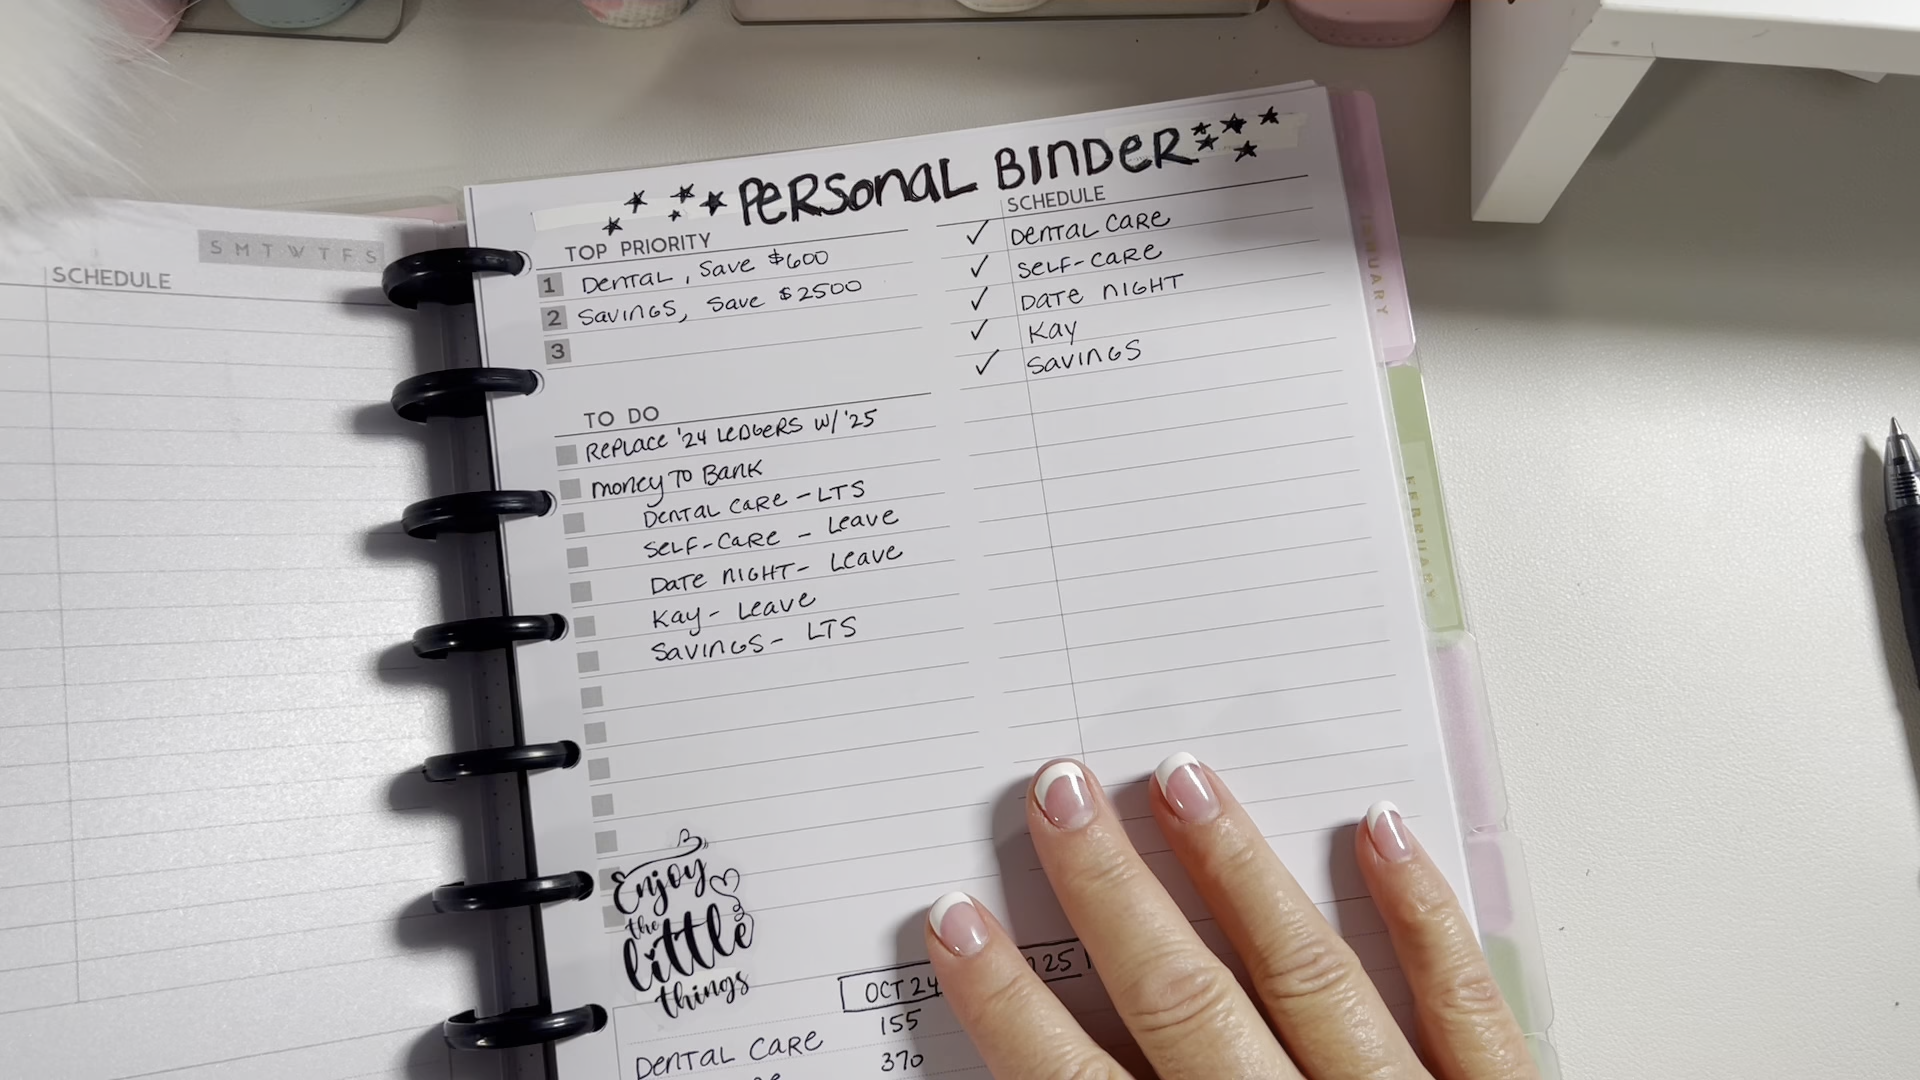 S M T W T F S
SCHEDULE
PERSONAL BINDER
TOP PRIORITY
1 DENTAL, SAVE $600
2 SAVINGS, SAVE $2500
3
SCHEDULE
✓ DENTAL CARE
✓ SELF-CARE
✓ DATE NIGHT
✓ KAY
✓ SAVINGS
TO DO
REPLACE '24 LEDGERS W/ '25
MONEY TO BANK
DENTAL CARE - LTS
SELF-CARE - LEAVE
DATE NIGHT - LEAVE
KAY - LEAVE
SAVINGS - LTS
Enjoy
the
little
things
OCT 24
25
DENTAL CARE 155
370
JANUARY
FEBRUARY